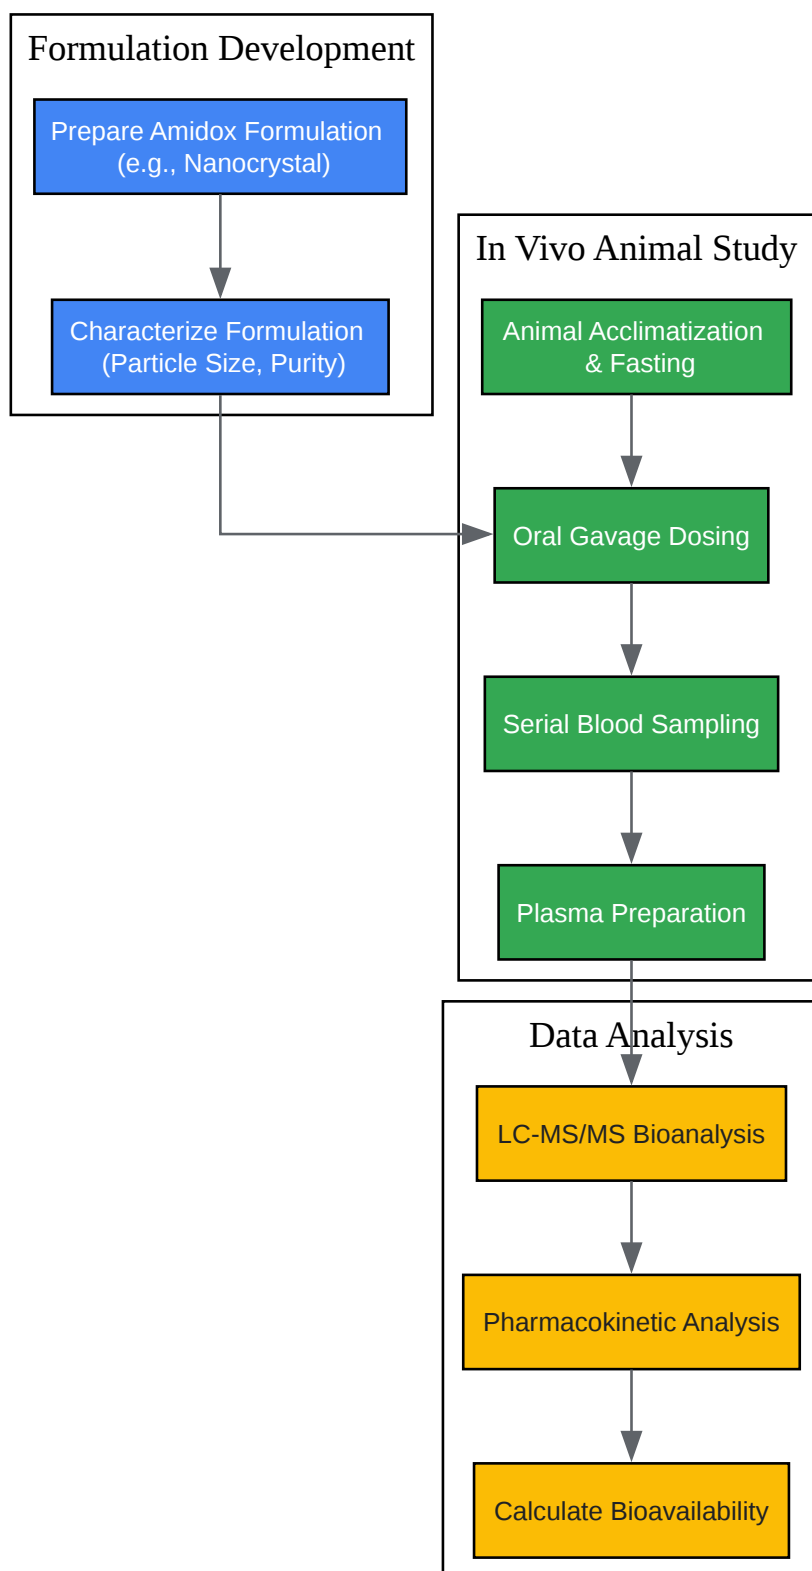 Formulation Development
Prepare Amidox Formulation
(e.g., Nanocrystal)
Characterize Formulation
(Particle Size, Purity)
In Vivo Animal Study
Animal Acclimatization
& Fasting
Oral Gavage Dosing
Serial Blood Sampling
Plasma Preparation
Data Analysis
LC-MS/MS Bioanalysis
Pharmacokinetic Analysis
Calculate Bioavailability